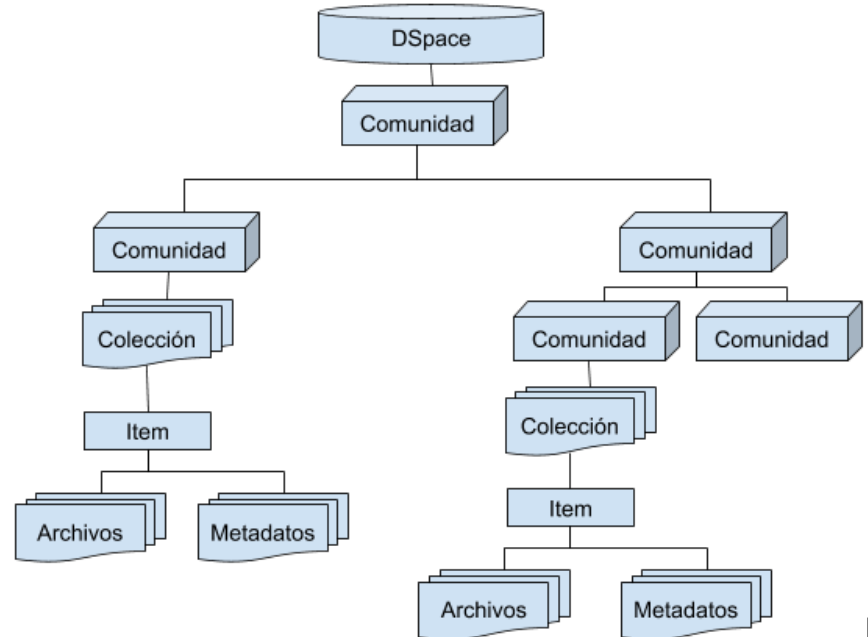 DSpace
Comunidad
Comunidad
Comunidad
Colección
Comunidad
Comunidad
Item
Colección
Archivos
Metadatos
Item
Archivos
Metadatos